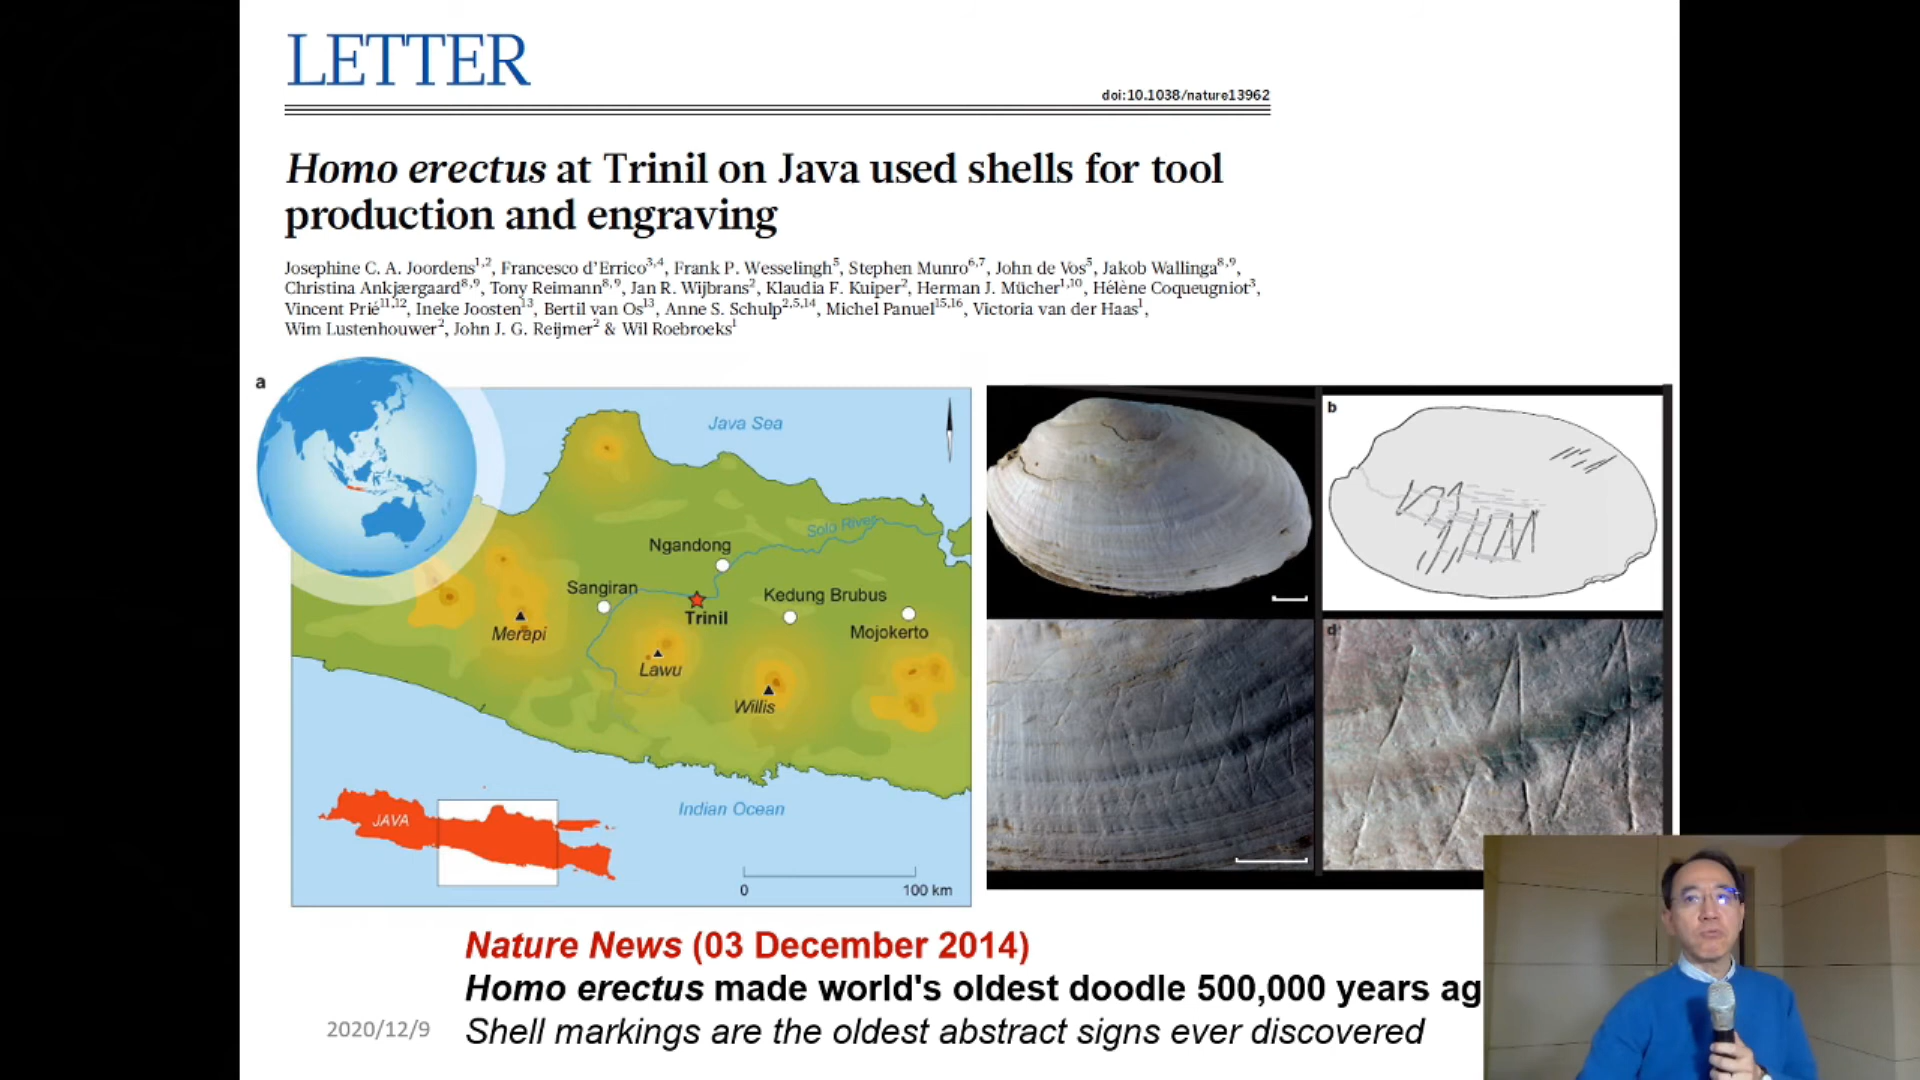 LETTER
doi:10.1038/nature13962
Homo erectus at Trinil on Java used shells for tool
production and engraving
Josephine C. A. Joordens1,2, Francesco d'Errico3,4, Frank P. Wesselingh5, Stephen Munro6,7, John de Vos5, Jakob Wallinga8,9,
Christina Ankjærgaard8,9, Tony Reimann8,9, Jan R. Wijbrans2, Klaudia F. Kuiper2, Herman J. Mücher1,10, Hélène Coqueugniot3,
Vincent Prié11,12, Ineke Joosten13, Bertil van Os13, Anne S. Schulp2,5,14, Michel Panuel15,16, Victoria van der Haas1,
Wim Lustenhouwer2, John J. G. Reijmer2 & Wil Roebroeks1
a
Java Sea
Solo River
Ngandong
Sangiran
Kedung Brubus
Trinil
Mojokerto
Merapi
Lawu
Willis
Indian Ocean
JAVA
0
100 km
b
d
Nature News (03 December 2014)
Homo erectus made world's oldest doodle 500,000 years ag
Shell markings are the oldest abstract signs ever discovered
2020/12/9